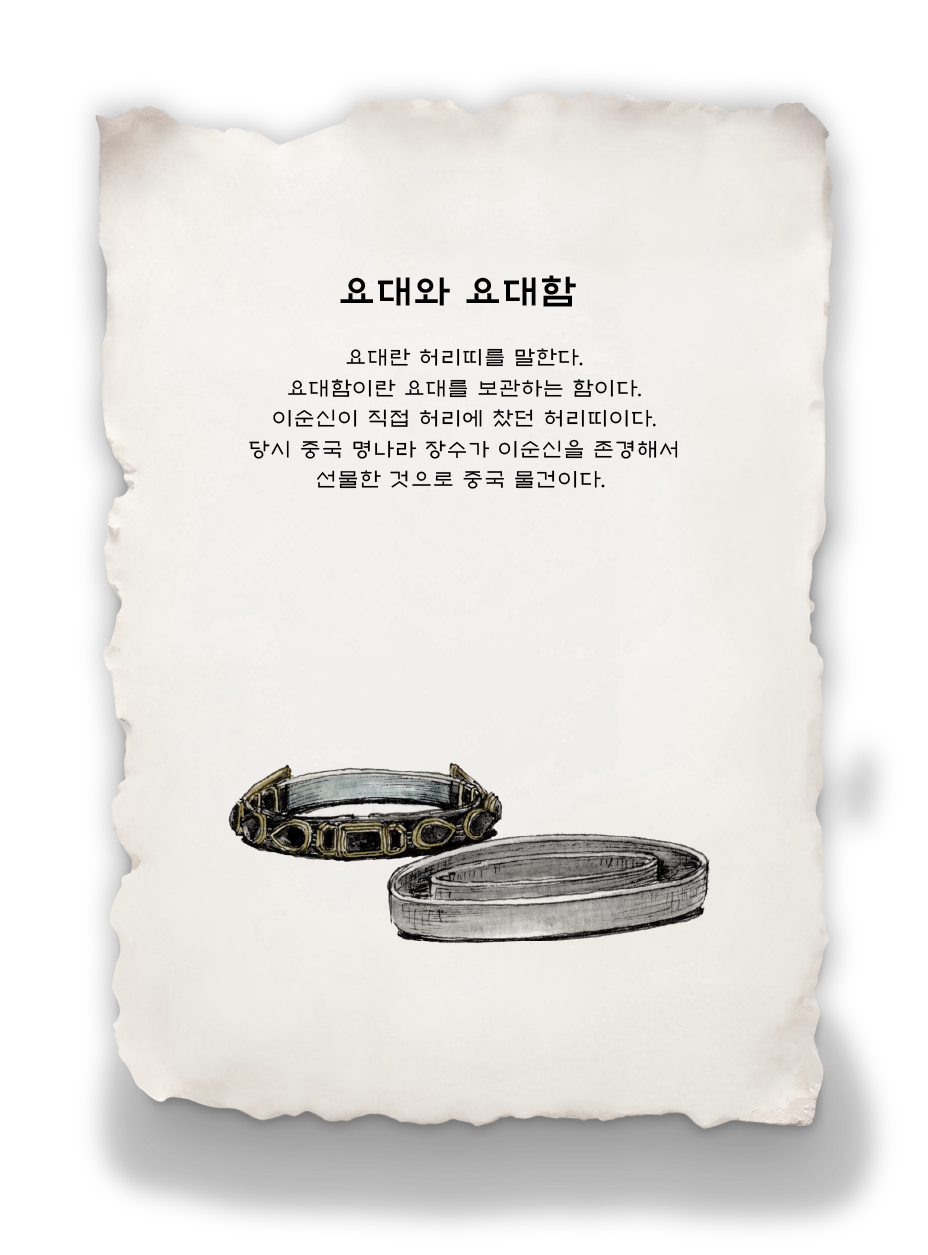 요대와 요대함
요대란 허리띠를 말한다.
요대함이란 요대를 보관하는 함이다.
이순신이 직접 허리에 찼던 허리띠이다.
당시 중국 명나라 장수가 이순신을 존경해서
선물한 것으로 중국 물건이다.